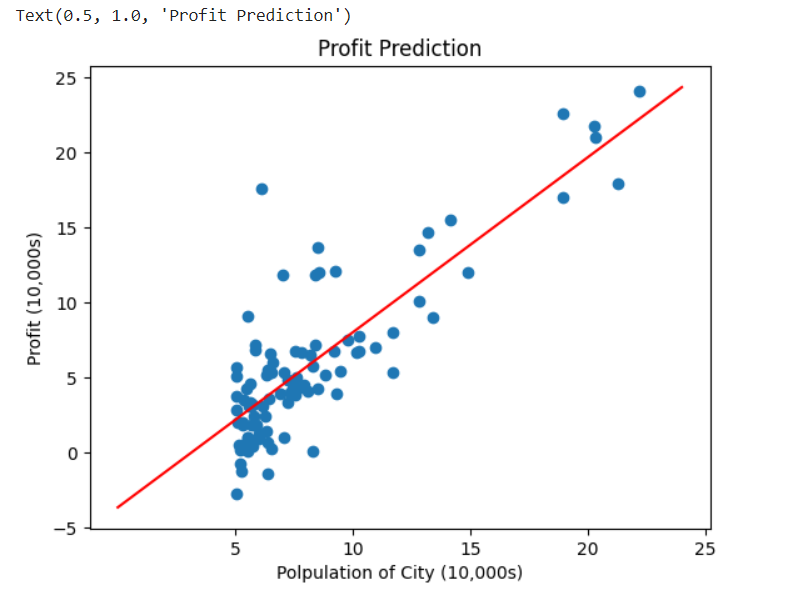 Text(0.5, 1.0, 'Profit Prediction')
Profit Prediction
25
20
15
10
5
0
−5
Profit (10,000s)
5 10 15 20 25
Polpulation of City (10,000s)